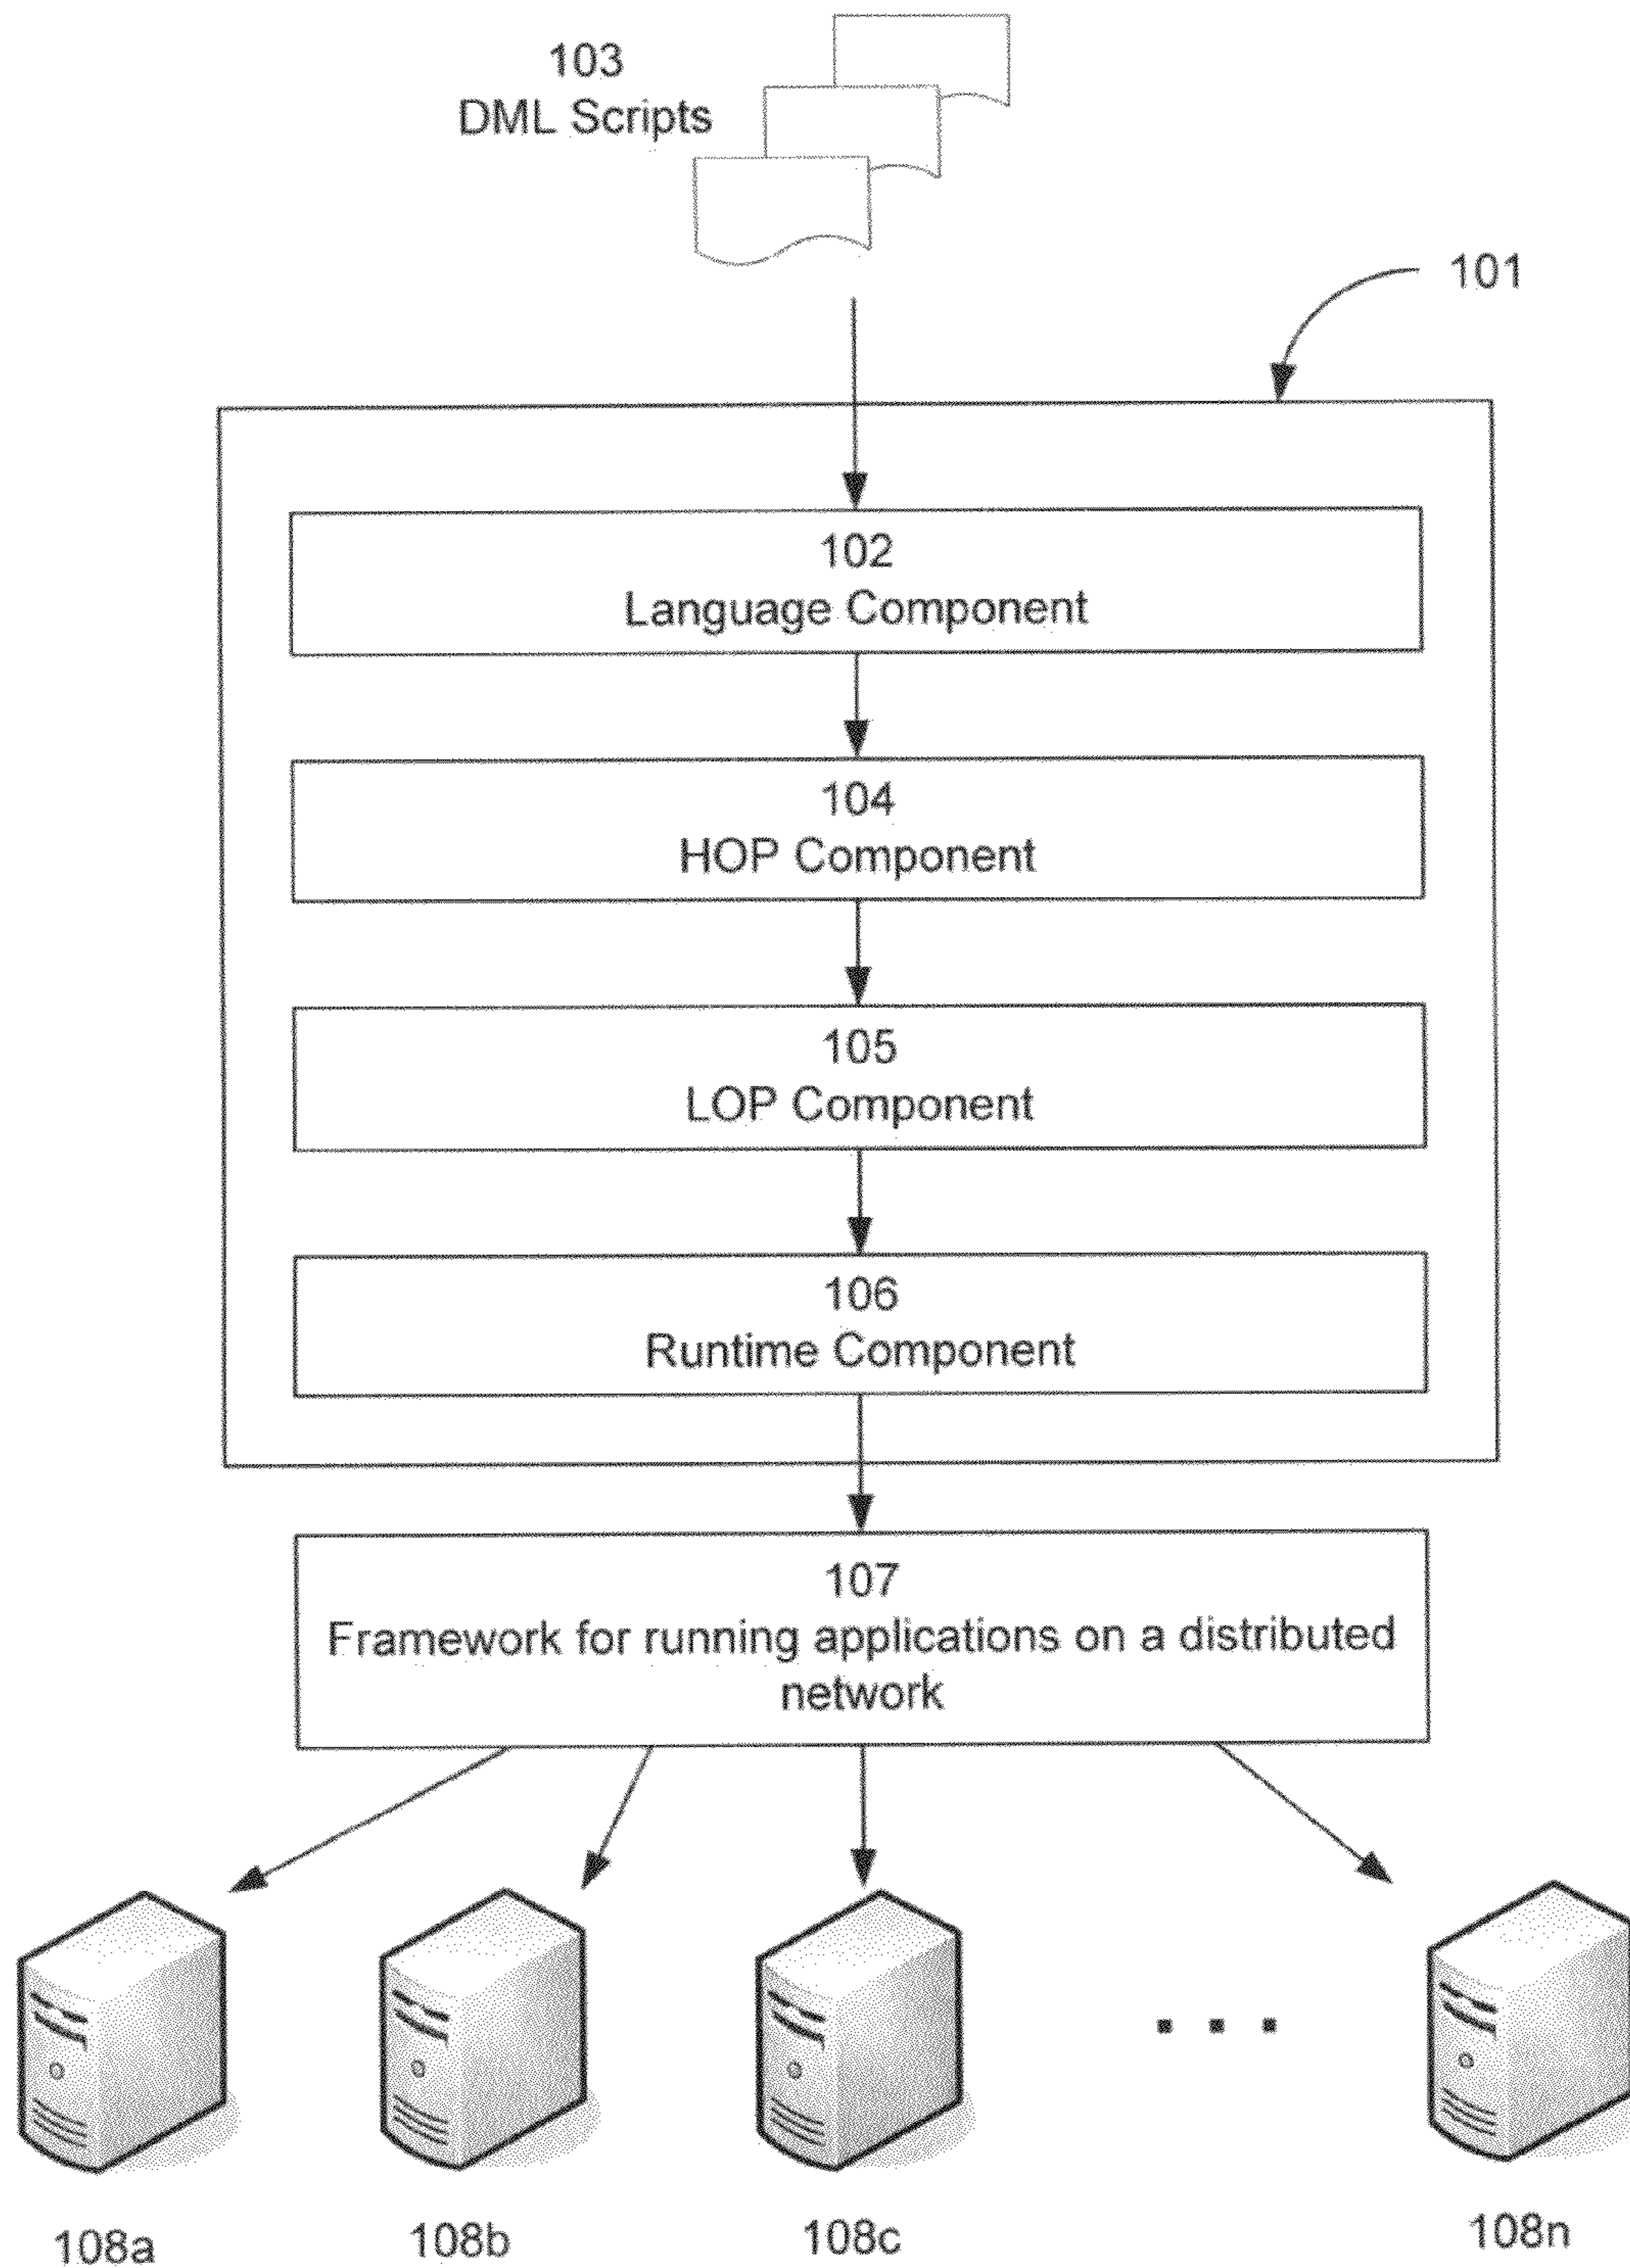 103
DML Scripts
101
102
Language Component
104
HOP Component
105
LOP Component
106
Runtime Component
107
Framework for running applications on a distributed
network
108a
108b
108c
108n